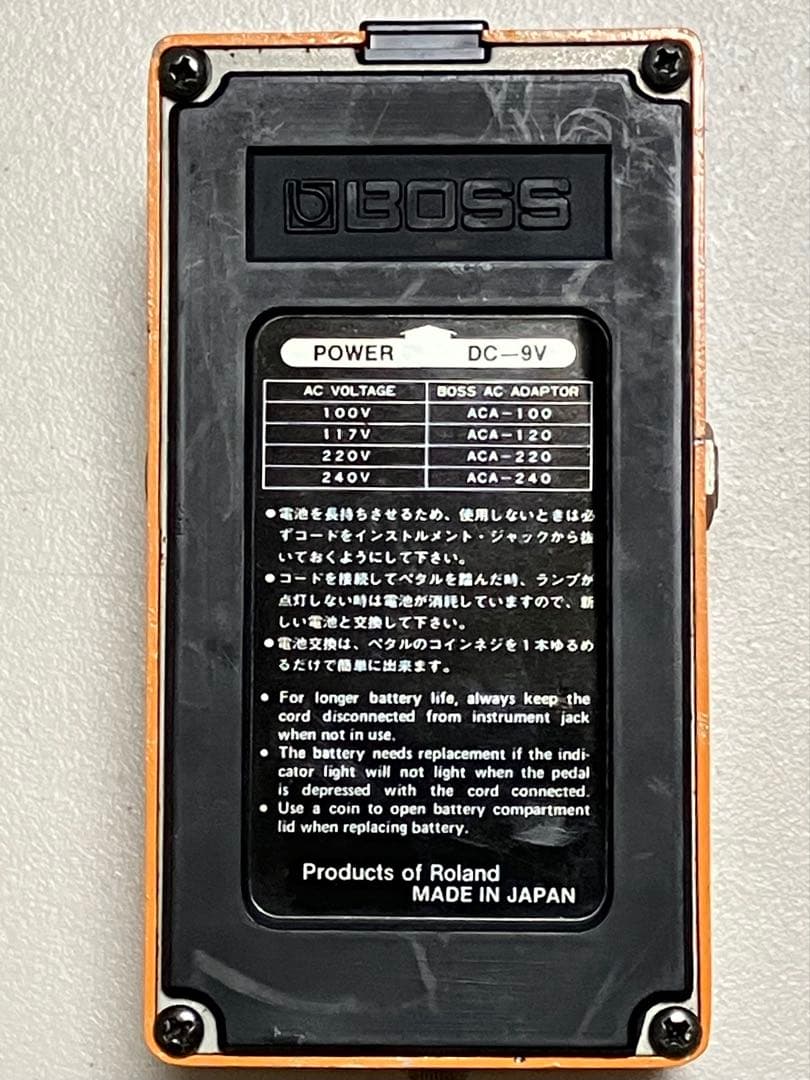 BOSS
POWER DC-9V
AC VOLTAGE BOSS AC ADAPTOR
100V ACA-100
117V ACA-120
220V ACA-220
240V ACA-240
●電池を長持ちさせるため、使用しないときは必
ずコードをインストルメント・ジャックから抜
いておくようにして下さい。
●コードを接続してペダルを踏んだ時、ランプが
点灯しない時は電池が消耗していますので、新
しい電池と交換して下さい。
●電池交換は、ペダルのコインネジを1本ゆるめ
るだけで簡単に出来ます。
● For longer battery life, always keep the
cord disconnected from instrument jack
when not in use.
● The battery needs replacement if the indi-
cator light will not light when the pedal
is depressed with the cord connected.
● Use a coin to open battery compartment
lid when replacing battery.
Products of Roland
MADE IN JAPAN